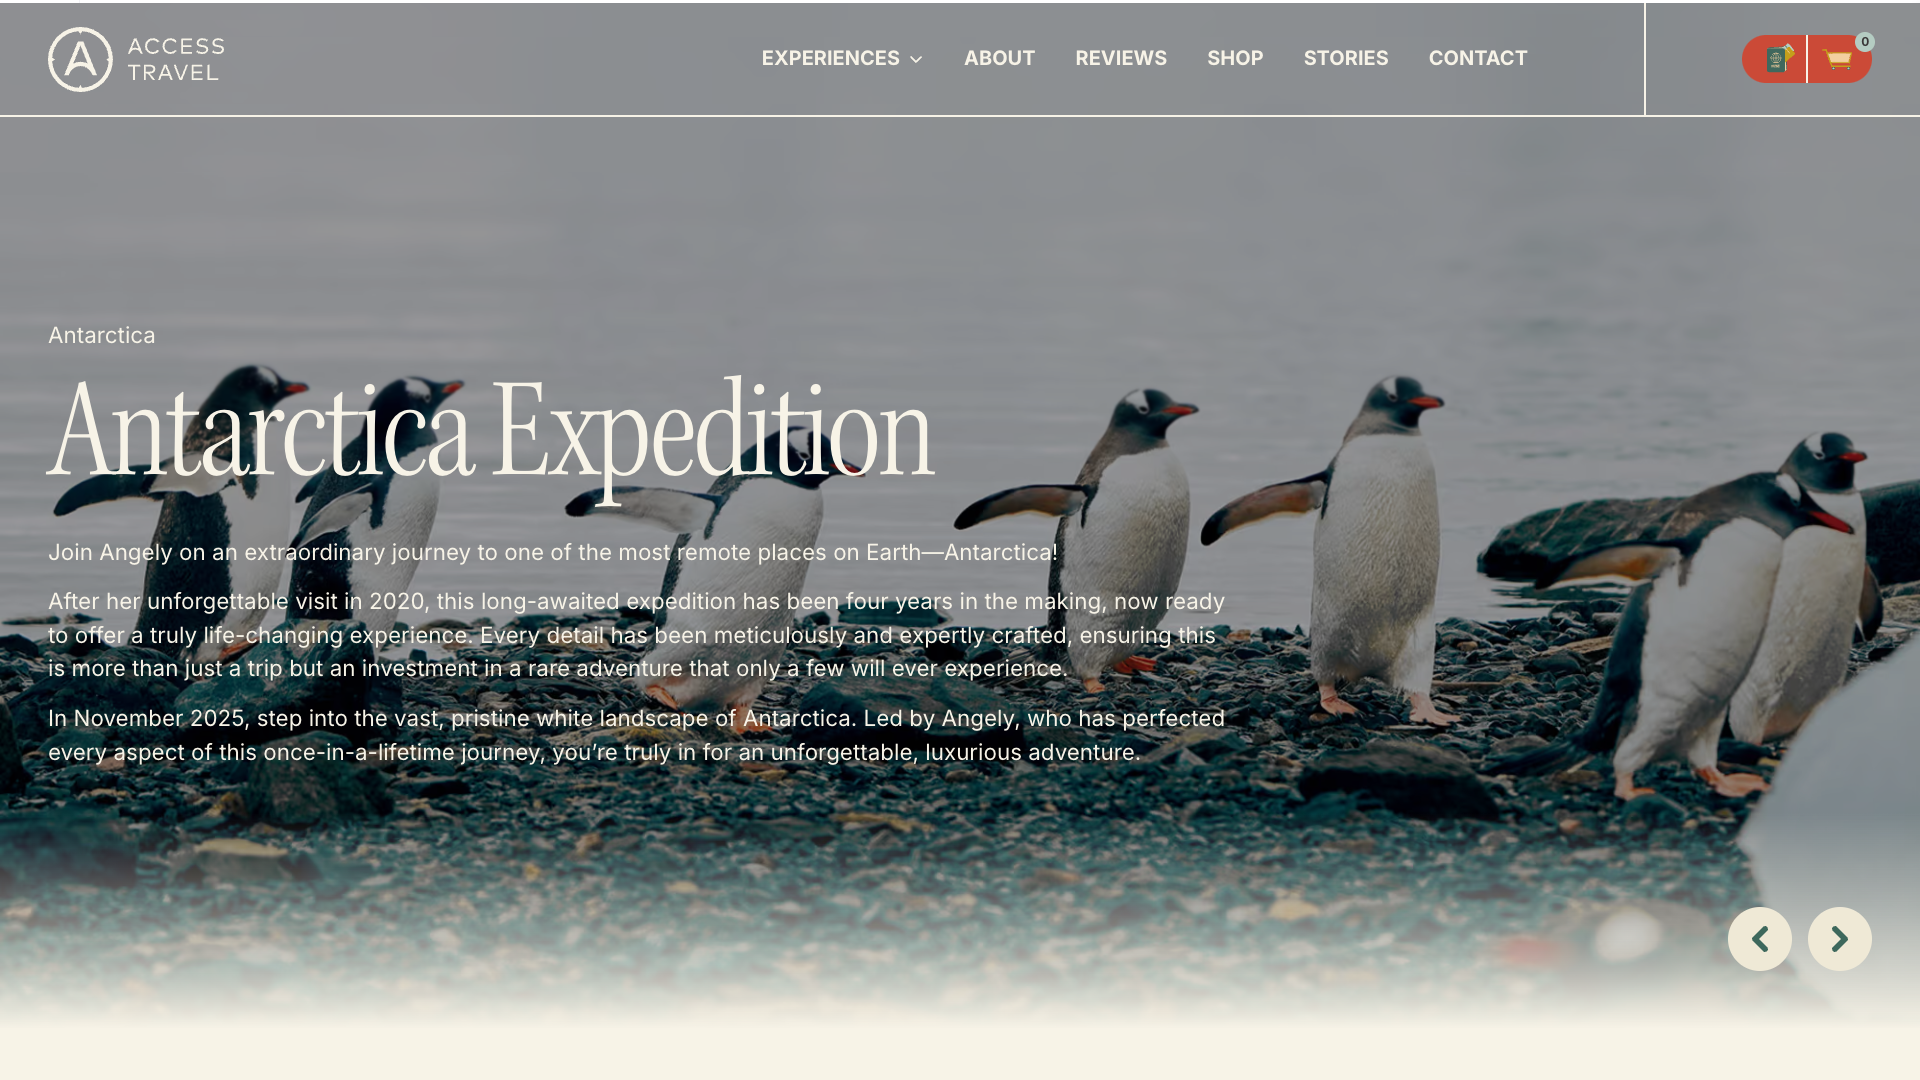 ACCESS
TRAVEL
EXPERIENCES
ABOUT
REVIEWS
SHOP
STORIES
CONTACT
0
Antarctica
Antarctica Expedition
Join Angely on an extraordinary journey to one of the most remote places on Earth—Antarctica!
After her unforgettable visit in 2020, this long-awaited expedition has been four years in the making, now ready
to offer a truly life-changing experience. Every detail has been meticulously and expertly crafted, ensuring this
is more than just a trip but an investment in a rare adventure that only a few will ever experience.
In November 2025, step into the vast, pristine white landscape of Antarctica. Led by Angely, who has perfected
every aspect of this once-in-a-lifetime journey, you’re truly in for an unforgettable, luxurious adventure.